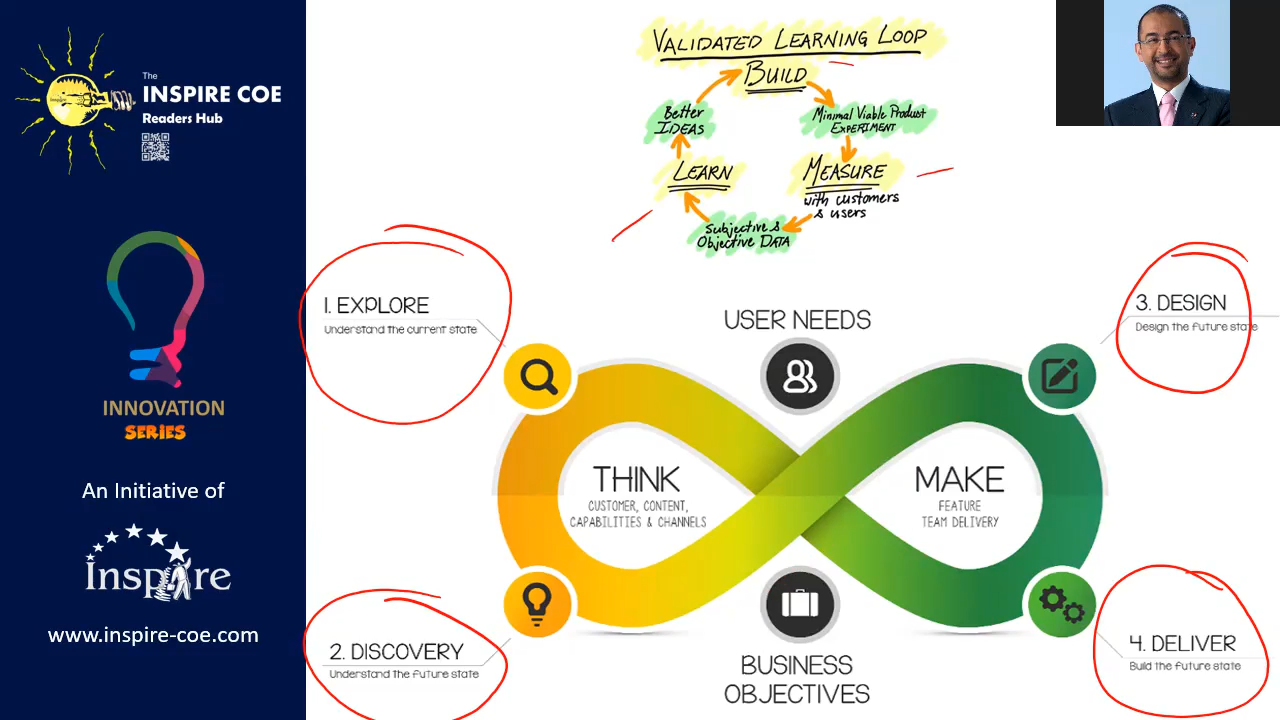 The
INSPIRE COE
Readers Hub
INNOVATION
SERIES
An Initiative of
Inspire
www.inspire-coe.com
VALIDATED LEARNING LOOP
BUILD
Better
IDEAS
Minimal Viable Product
EXPERIMENT
LEARN
MEASURE
with customers
& users
Subjective &
Objective DATA
1. EXPLORE
Understand the current state
USER NEEDS
3. DESIGN
Design the future state
THINK
CUSTOMER, CONTENT,
CAPABILITIES & CHANNELS
MAKE
FEATURE
TEAM DELIVERY
2. DISCOVERY
Understand the future state
BUSINESS
OBJECTIVES
4. DELIVER
Build the future state